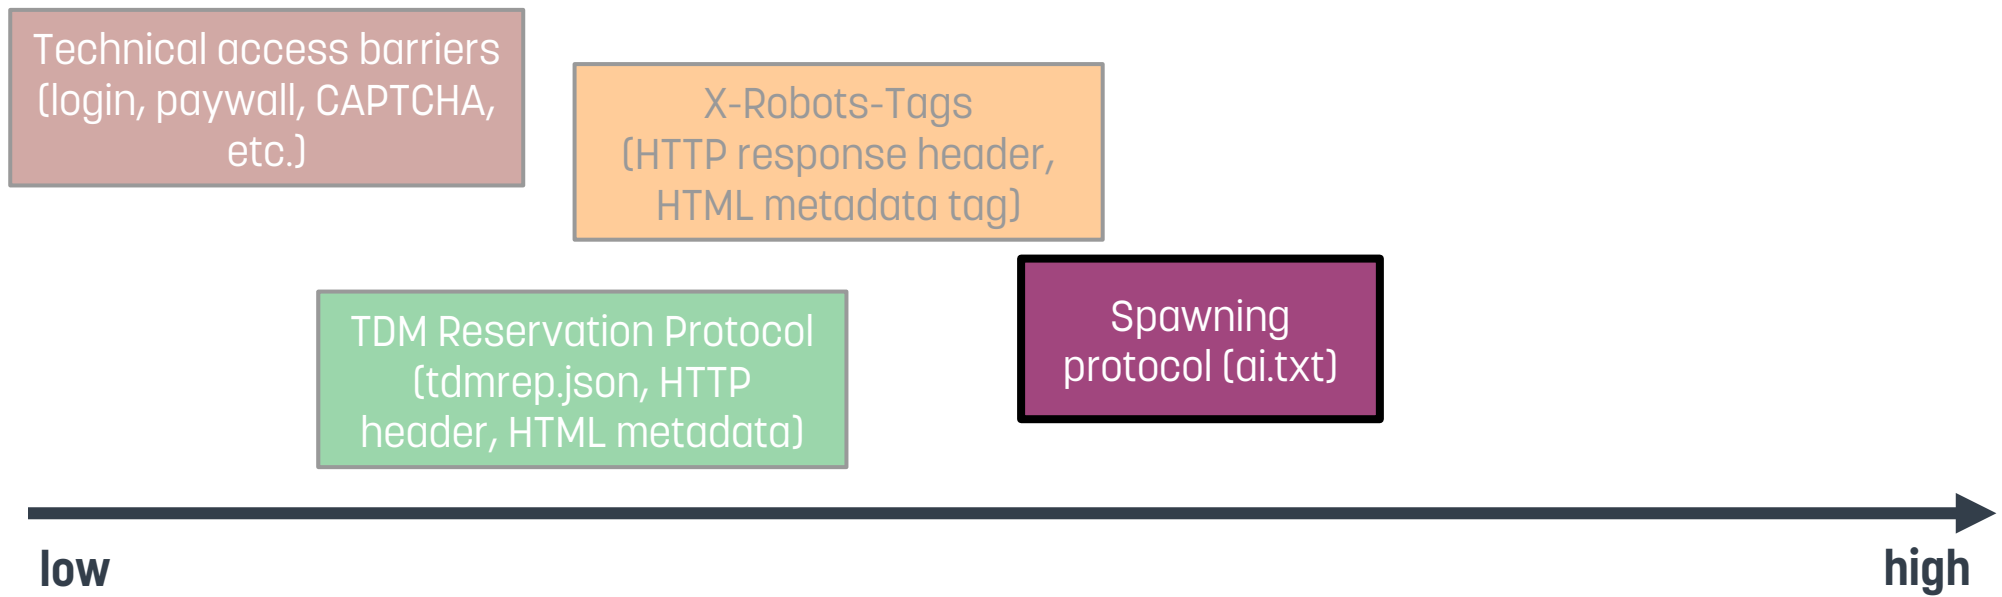 Technical access barriers
(login, paywall, CAPTCHA,
etc.)
X-Robots-Tags
(HTTP response header,
HTML metadata tag)
TDM Reservation Protocol
(tdmrep.json, HTTP
header, HTML metadata)
Spawning
protocol (ai.txt)
low
high